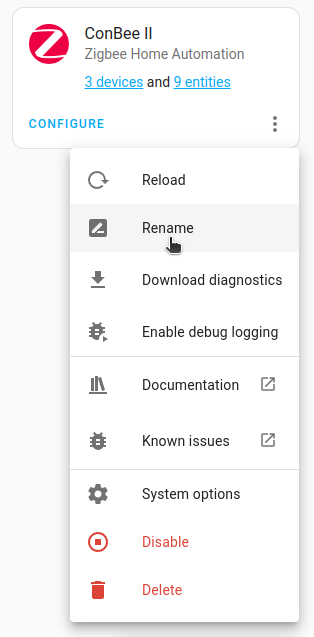 ConBee II
Zigbee Home Automation
3 devices and 9 entities
CONFIGURE
Reload
Rename
Download diagnostics
Enable debug logging
Documentation
Known issues
System options
Disable
Delete